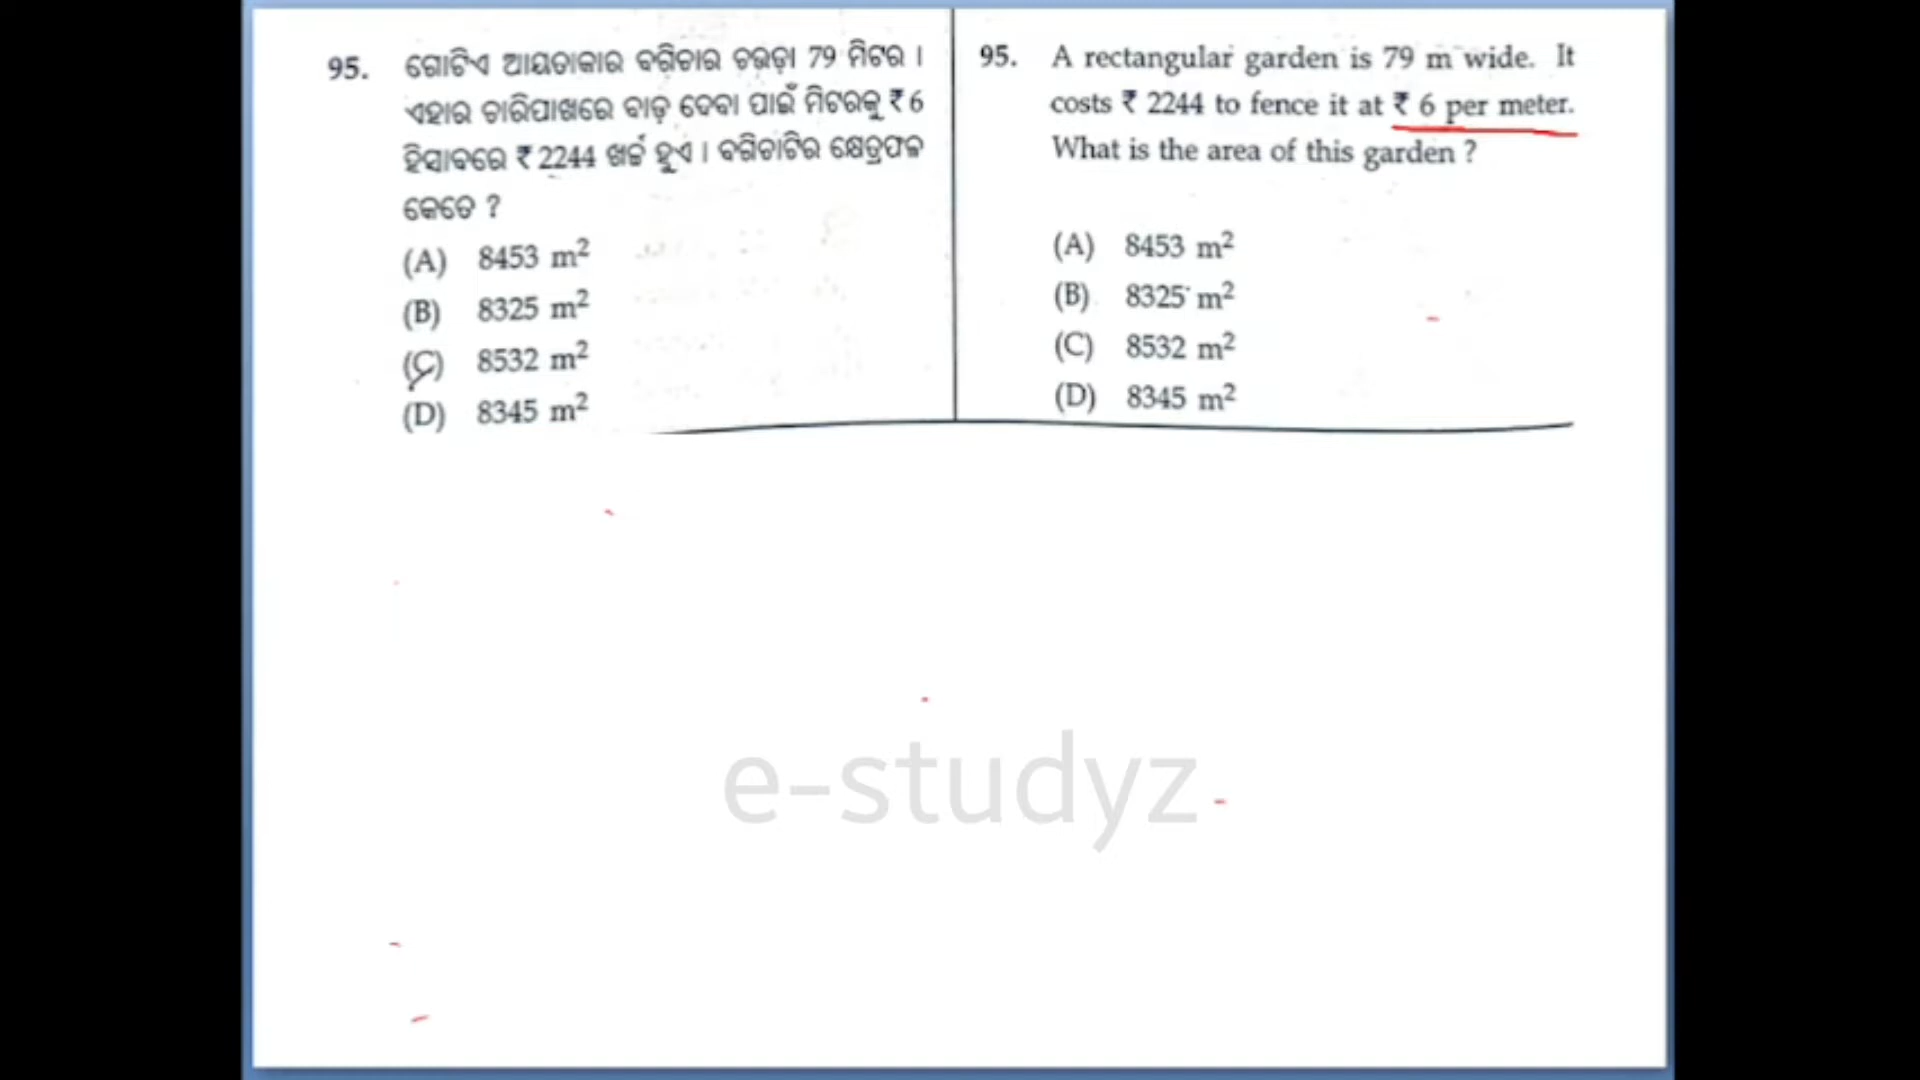 95. ଗୋଟିଏ ଆୟତାକାର ବଗିଚାର ଚଉଡ଼ା 79 ମିଟର ।
ଏହାର ଚାରିପାଖରେ ବାଡ଼ ଦେବା ପାଇଁ ମିଟରକୁ ₹ 6
ହିସାବରେ ₹ 2244 ଖର୍ଚ୍ଚ ହୁଏ । ବଗିଚାଟିର କ୍ଷେତ୍ରଫଳ
କେତେ ?
(A) 8453 m²
(B) 8325 m²
(C) 8532 m²
(D) 8345 m²
95. A rectangular garden is 79 m wide. It
costs ₹ 2244 to fence it at ₹ 6 per meter.
What is the area of this garden ?
(A) 8453 m²
(B) 8325 m²
(C) 8532 m²
(D) 8345 m²
e-studyz